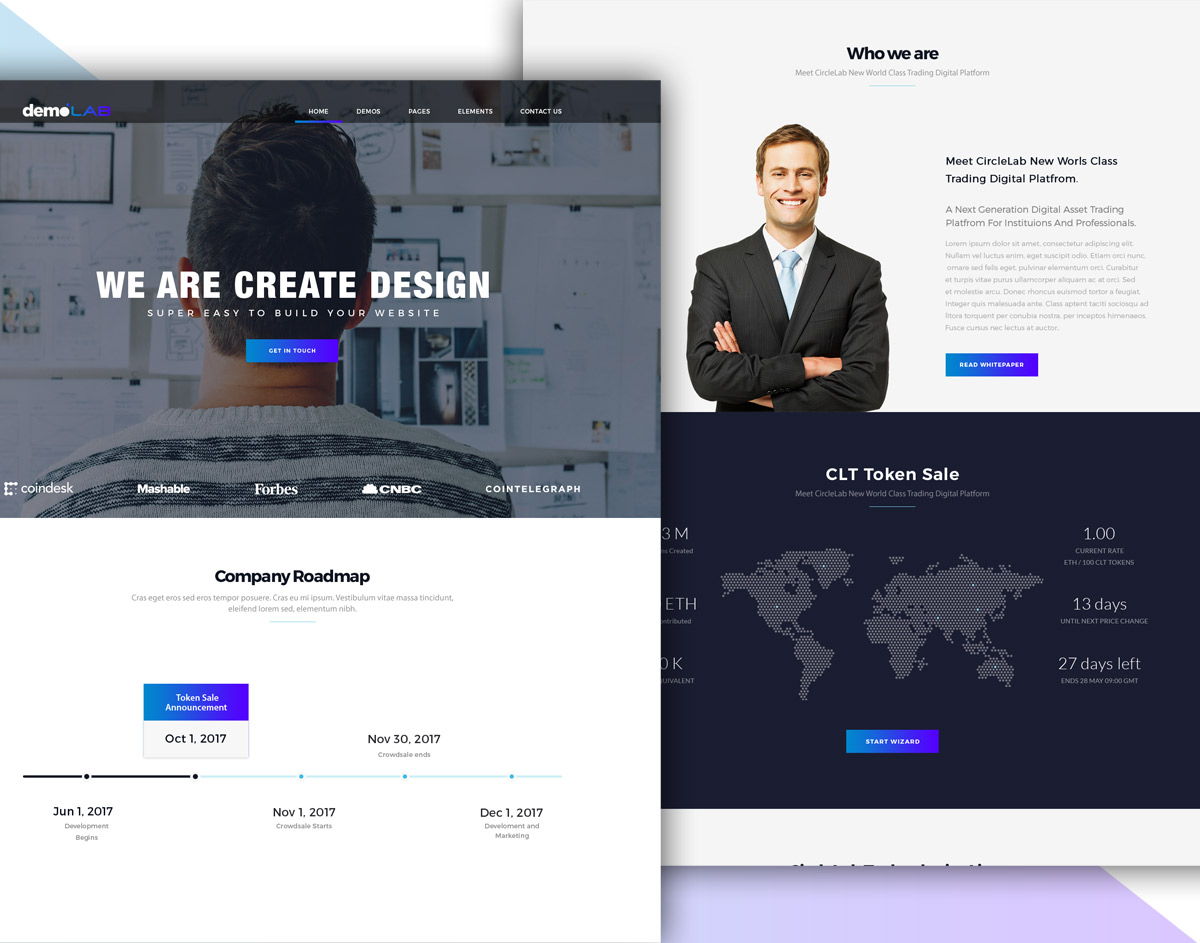 demoLAB
HOME DEMOS PAGES ELEMENTS CONTACT US
WE ARE CREATE DESIGN
SUPER EASY TO BUILD YOUR WEBSITE
GET IN TOUCH
coindesk Mashable Forbes CNBC COINTELEGRAPH
Company Roadmap
Cras eget eros sed eros tempor posuere. Cras eu mi ipsum. Vestibulum vitae massa tincidunt,
eleifend lorem sed, elementum nibh.
Token Sale
Announcement
Oct 1, 2017
Nov 30, 2017
Crowdsale ends
Jun 1, 2017
Development
Begins
Nov 1, 2017
Crowdsale Starts
Dec 1, 2017
Develoment and
Marketing
Who we are
Meet CircleLab New World Class Trading Digital Platform
Meet CircleLab New Worls Class
Trading Digital Platfrom.
A Next Generation Digital Asset Trading
Platfrom For Instituions And Professionals.
Lorem ipsum dolor sit amet, consectetur adipiscing elit.
Nullam vel luctus enim, eget suscipit odio. Etiam orci nunc,
ornare sed felis eget, pulvinar elementum orci. Curabitur
et turpis vitae purus ullamcorper aliquam ac at orci. Sed
et molestie arcu. Donec rhoncus euismod tortor a feugiat.
Integer quis malesuada ante. Class aptent taciti sociosqu ad
litora torquent per conubia nostra, per inceptos himenaeos.
Fusce cursus nec lectus at auctor.
READ WHITEPAPER
CLT Token Sale
Meet CircleLab New World Class Trading Digital Platform
3 M
ns Created
ETH
ontributed
0 K
UIVALENT
1.00
CURRENT RATE
ETH / 100 CLT TOKENS
13 days
UNTIL NEXT PRICE CHANGE
27 days left
ENDS 28 MAY 09:00 GMT
START WIZARD